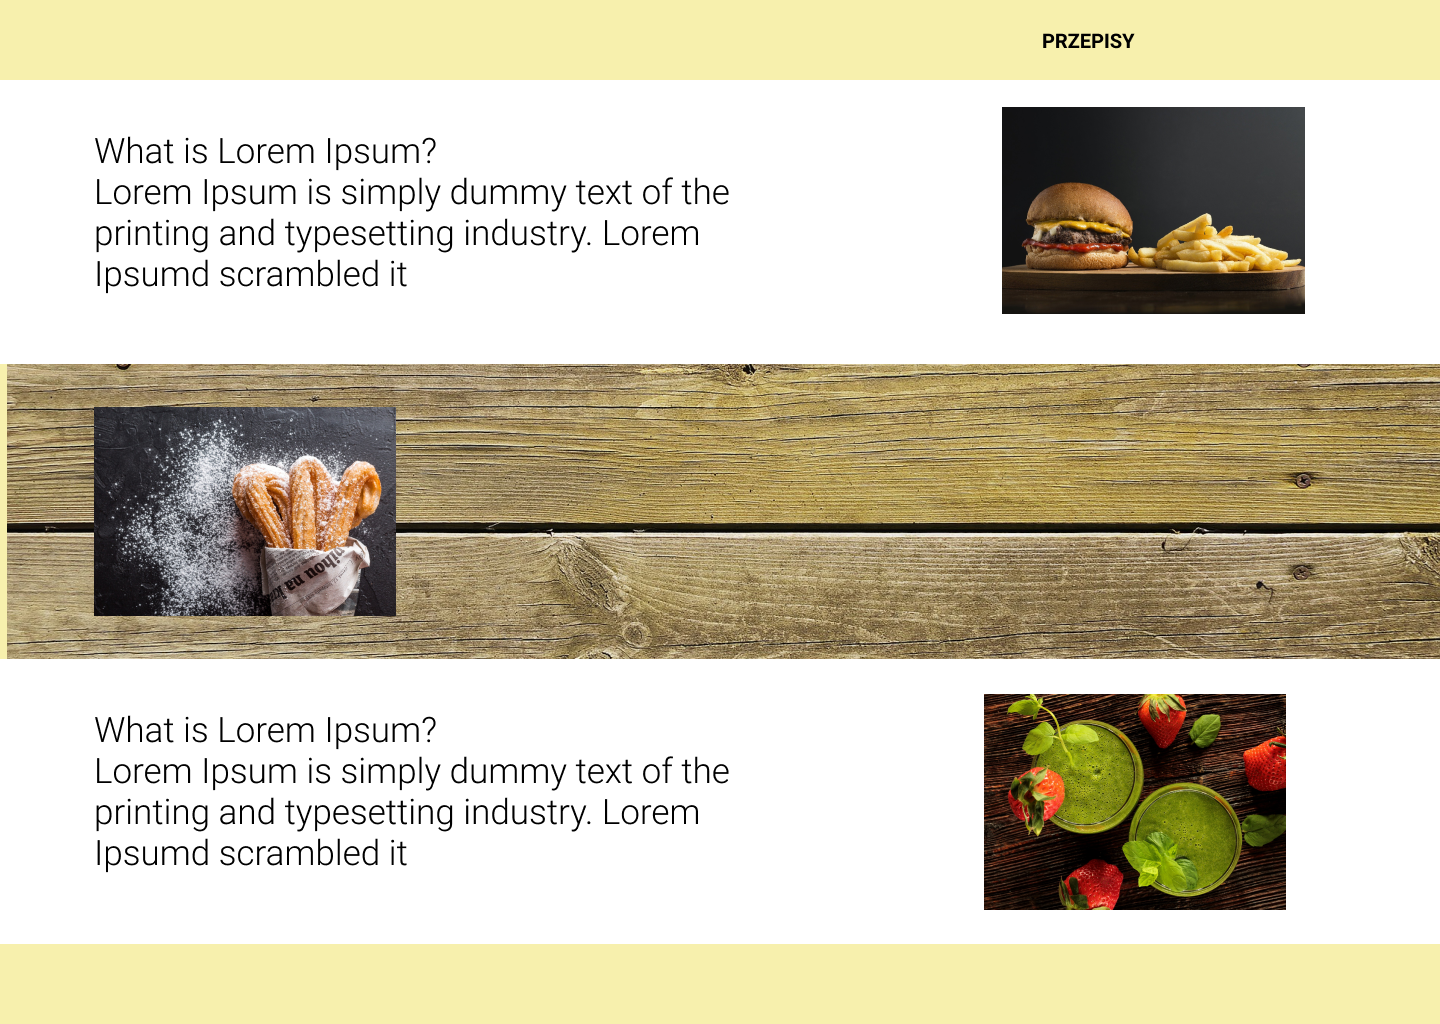 PRZEPISY
What is Lorem Ipsum?
Lorem Ipsum is simply dummy text of the
printing and typesetting industry. Lorem
Ipsumd scrambled it
What is Lorem Ipsum?
Lorem Ipsum is simply dummy text of the
printing and typesetting industry. Lorem
Ipsumd scrambled it